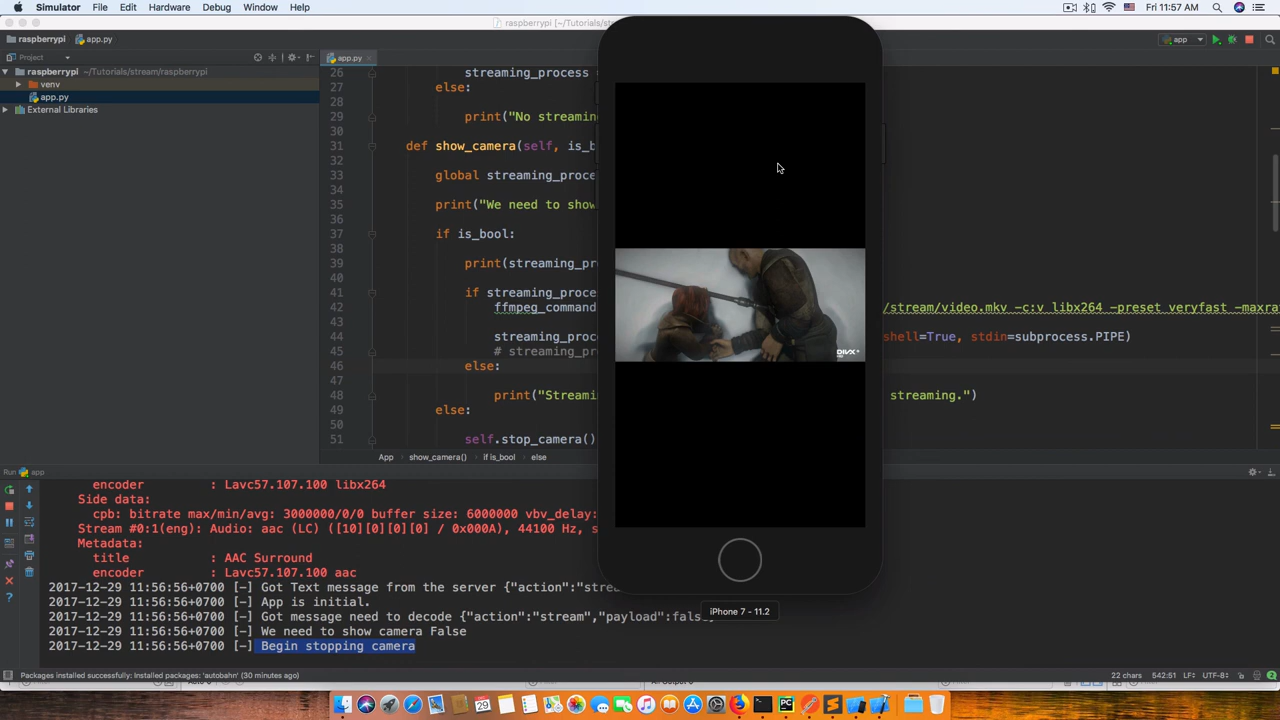 Simulator File Edit Hardware Debug Window Help Fri 11:57 AM
raspberrypi [~/Tutorials/st
raspberrypi app.py app
Project app.py
raspberrypi ~/Tutorials/stream/raspberrypi
venv
app.py
External Libraries
26 streaming_process =
27 else:
28
29 print("No streamin
30
31 def show_camera(self, is_b
32
33 global streaming_proce
34
35 print("We need to show
36
37 if is_bool:
38
39 print(streaming_pr
40
41 if streaming_proce
42 ffmpeg_command /stream/video.mkv -c:v libx264 -preset veryfast -maxra
43
44 streaming_proc shell=True, stdin=subprocess.PIPE)
45 # streaming_pr
46 else:
47
48 print("Streami streaming.")
49 else:
50
51 self.stop_camera()
App show_camera() if is_bool else
DIVX+
Run app
encoder : Lavc57.107.100 libx264
Side data:
cpb: bitrate max/min/avg: 3000000/0/0 buffer size: 6000000 vbv_delay:
Stream #0:1(eng): Audio: aac (LC) ([10][0][0][0] / 0x000A), 44100 Hz, s
Metadata:
title : AAC Surround
encoder : Lavc57.107.100 aac
2017-12-29 11:56:56+0700 [-] Got Text message from the server {"action":"stre
2017-12-29 11:56:56+0700 [-] App is initial.
2017-12-29 11:56:56+0700 [-] Got message need to decode {"action":"stream","payload":false}
2017-12-29 11:56:56+0700 [-] We need to show camera False
2017-12-29 11:56:56+0700 [-] Begin stopping camera
iPhone 7 - 11.2
Packages installed successfully: Installed packages: 'autobahn' (30 minutes ago) 22 chars 542:51 LF: UTF-8: